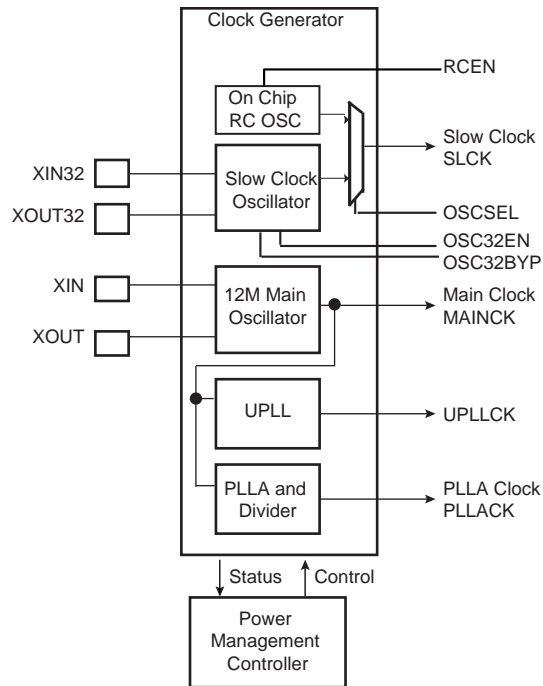 Clock Generator
RCEN
On Chip
RC OSC
Slow Clock
SLCK
XIN32
Slow Clock
Oscillator
XOUT32
OSCSEL
OSC32EN
OSC32BYP
XIN
12M Main
Oscillator
Main Clock
MAINCK
XOUT
UPLL
UPLLCK
PLLA and
Divider
PLLA Clock
PLLACK
Status
Control
Power
Management
Controller